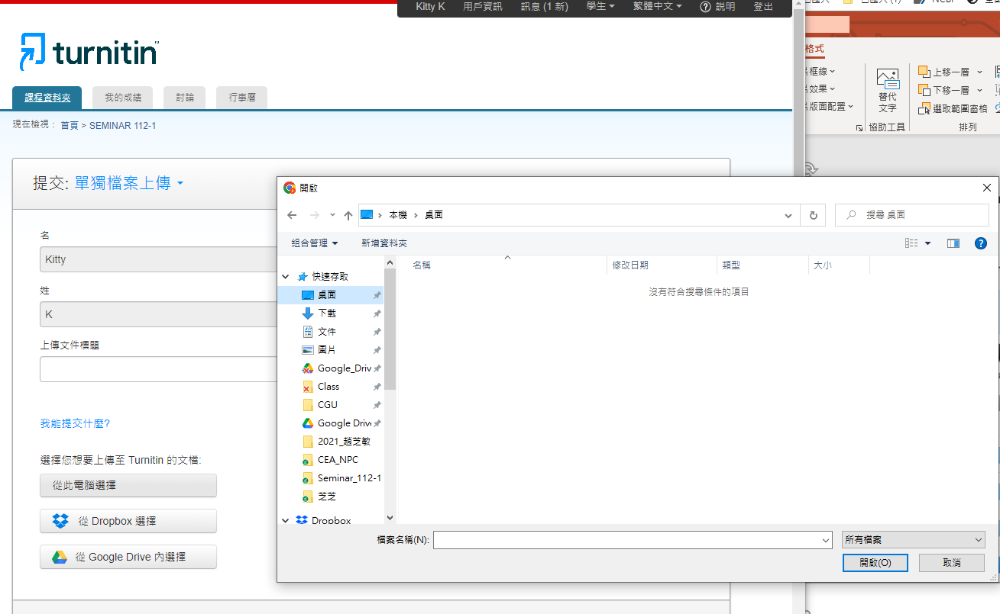 Kitty K 用戶資訊 訊息 (1 新) 學生 繁體中文 ? 說明 登出
turnitin
課程資料夾 我的成績 討論 行事曆
現在檢視： 首頁 > SEMINAR 112-1
提交: 單獨檔案上傳
名
Kitty
姓
K
上傳文件標題
我能提交什麼?
選擇您想要上傳至 Turnitin 的文檔:
從此電腦選擇
從 Dropbox 選擇
從 Google Drive 內選擇
開啟
本機 桌面
搜尋 桌面
組合管理 新增資料夾
名稱 修改日期 類型 大小
沒有符合搜尋條件的項目
快速存取
桌面
下載
文件
圖片
Google_Driv
Class
CGU
Google Driv
2021_趙芝敏
CEA_NPC
Seminar_112-1
芝芝
Dropbox
檔案名稱(N):
所有檔案
開啟(O) 取消
格式
框線
效果
版面配置
替代
文字
協助工具
上移一層
下移一層
選取範圍窗格
排列